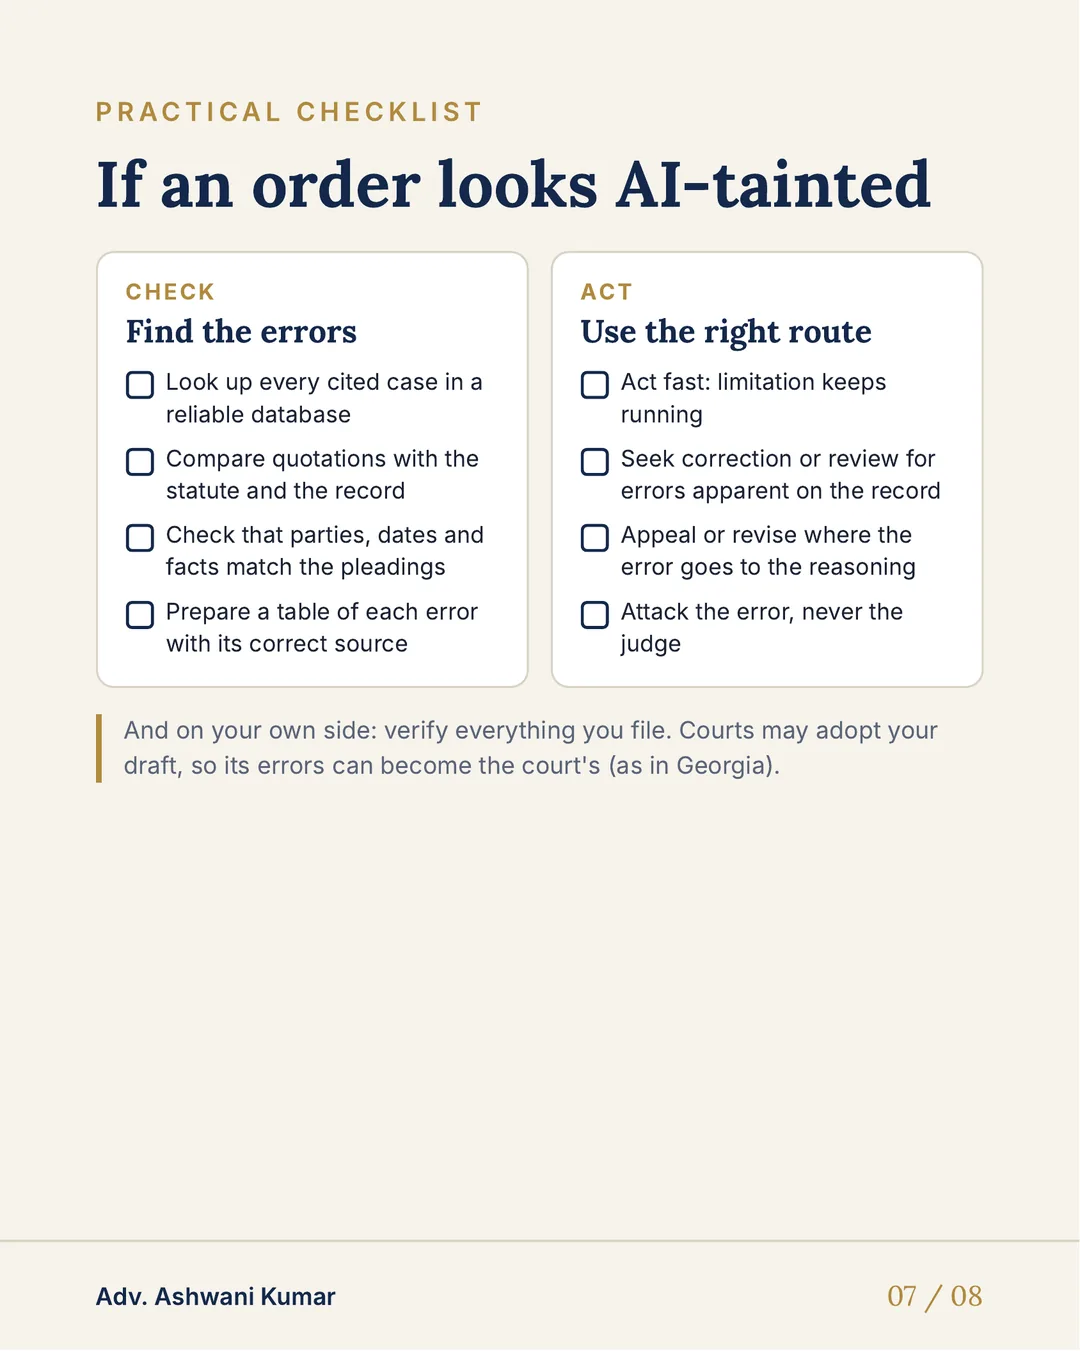 PRACTICAL CHECKLIST
If an order looks AI-tainted
CHECK
Find the errors
Look up every cited case in a
reliable database
Compare quotations with the
statute and the record
Check that parties, dates and
facts match the pleadings
Prepare a table of each error
with its correct source
ACT
Use the right route
Act fast: limitation keeps
running
Seek correction or review for
errors apparent on the record
Appeal or revise where the
error goes to the reasoning
Attack the error, never the
judge
And on your own side: verify everything you file. Courts may adopt your
draft, so its errors can become the court's (as in Georgia).
Adv. Ashwani Kumar
07 / 08